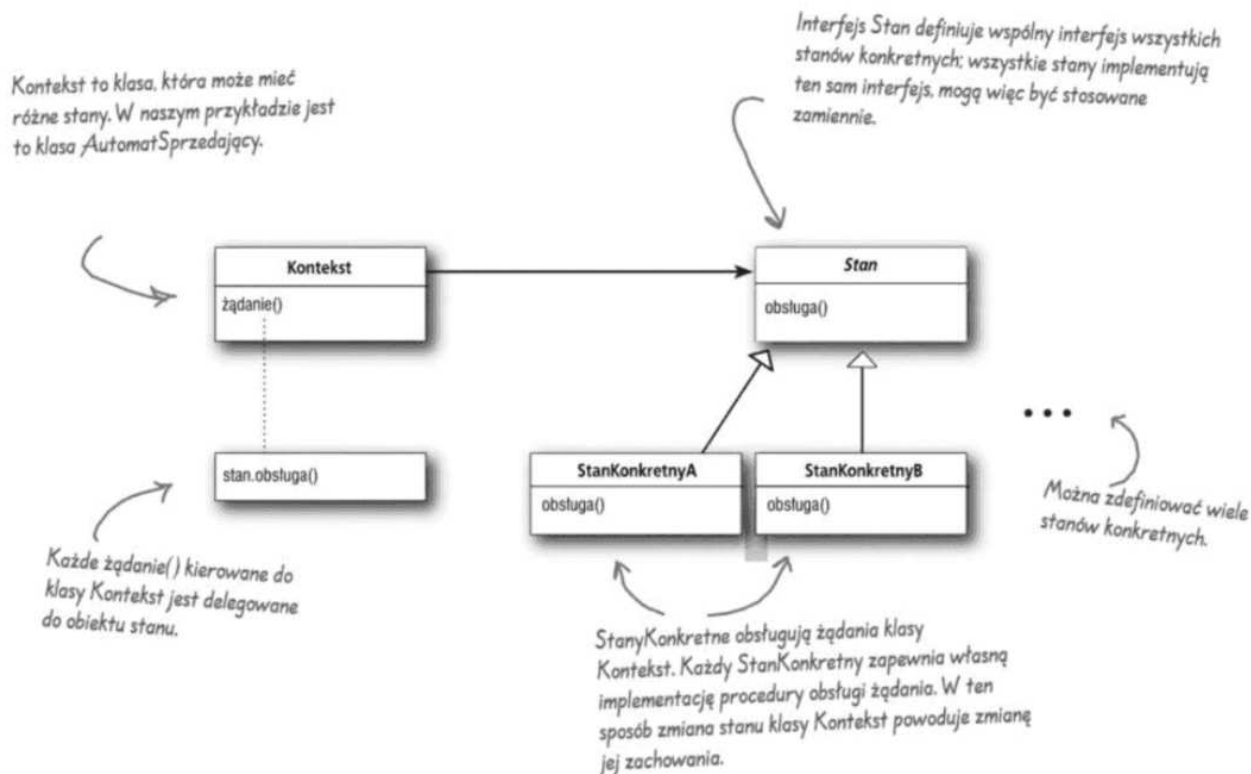 Kontekst to klasa, która może mieć
różne stany. W naszym przykładzie jest
to klasa AutomatSprzedający.
Interfejs Stan definiuje wspólny interfejs wszystkich
stanów konkretnych; wszystkie stany implementują
ten sam interfejs, mogą więc być stosowane
zamiennie.
Kontekst
żądanie()
Stan
obsługa()
stan.obsługa()
StanKonkretnyA
obsługa()
StanKonkretnyB
obsługa()
Można zdefiniować wiele
stanów konkretnych.
Każde żądanie() kierowane do
klasy Kontekst jest delegowane
do obiektu stanu.
StanyKonkretne obsługują żądania klasy
Kontekst. Każdy StanKonkretny zapewnia własną
implementację procedury obsługi żądania. W ten
sposób zmiana stanu klasy Kontekst powoduje zmianę
jej zachowania.